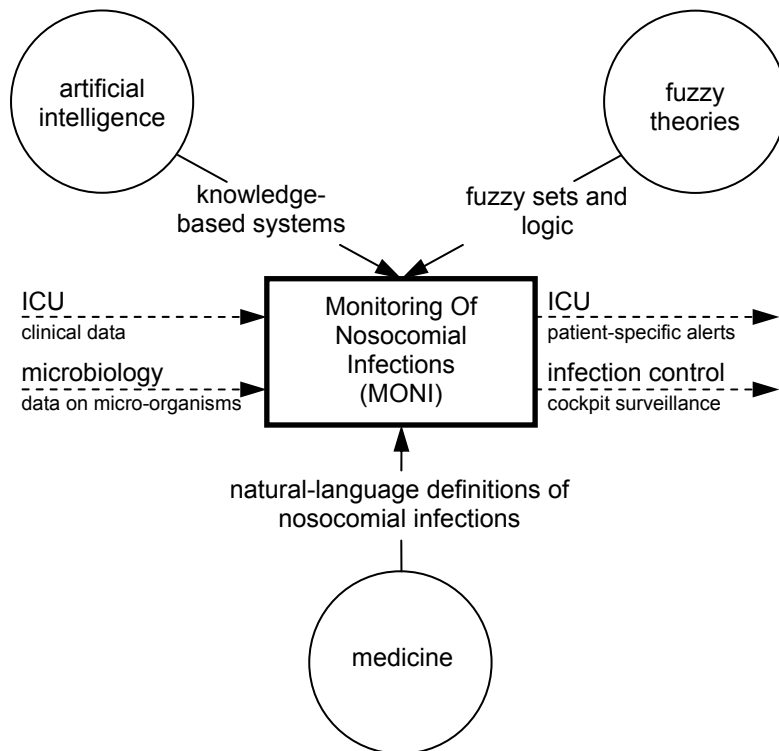 artificial
intelligence
fuzzy
theories
knowledge-
based systems
fuzzy sets and
logic
ICU
clinical data
microbiology
data on micro-organisms
Monitoring Of
Nosocomial
Infections
(MONI)
ICU
patient-specific alerts
infection control
cockpit surveillance
natural-language definitions of
nosocomial infections
medicine